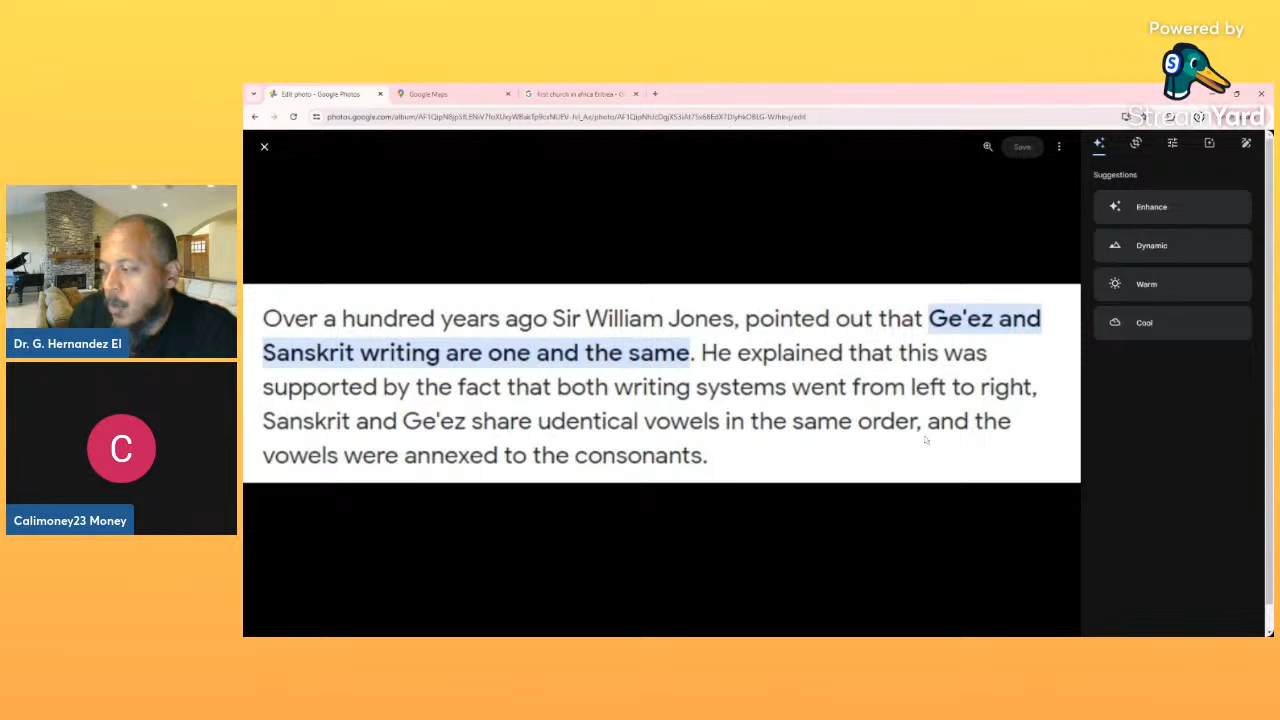 Powered by
StreamYard
Edit photo - Google Photos
Google Maps
first church in africa Eritrea - G
Save
Suggestions
Enhance
Dynamic
Warm
Cool
Over a hundred years ago Sir William Jones, pointed out that Ge'ez and
Sanskrit writing are one and the same. He explained that this was
supported by the fact that both writing systems went from left to right,
Sanskrit and Ge'ez share udentical vowels in the same order, and the
vowels were annexed to the consonants.
Dr. G. Hernandez El
C
Calimoney23 Money